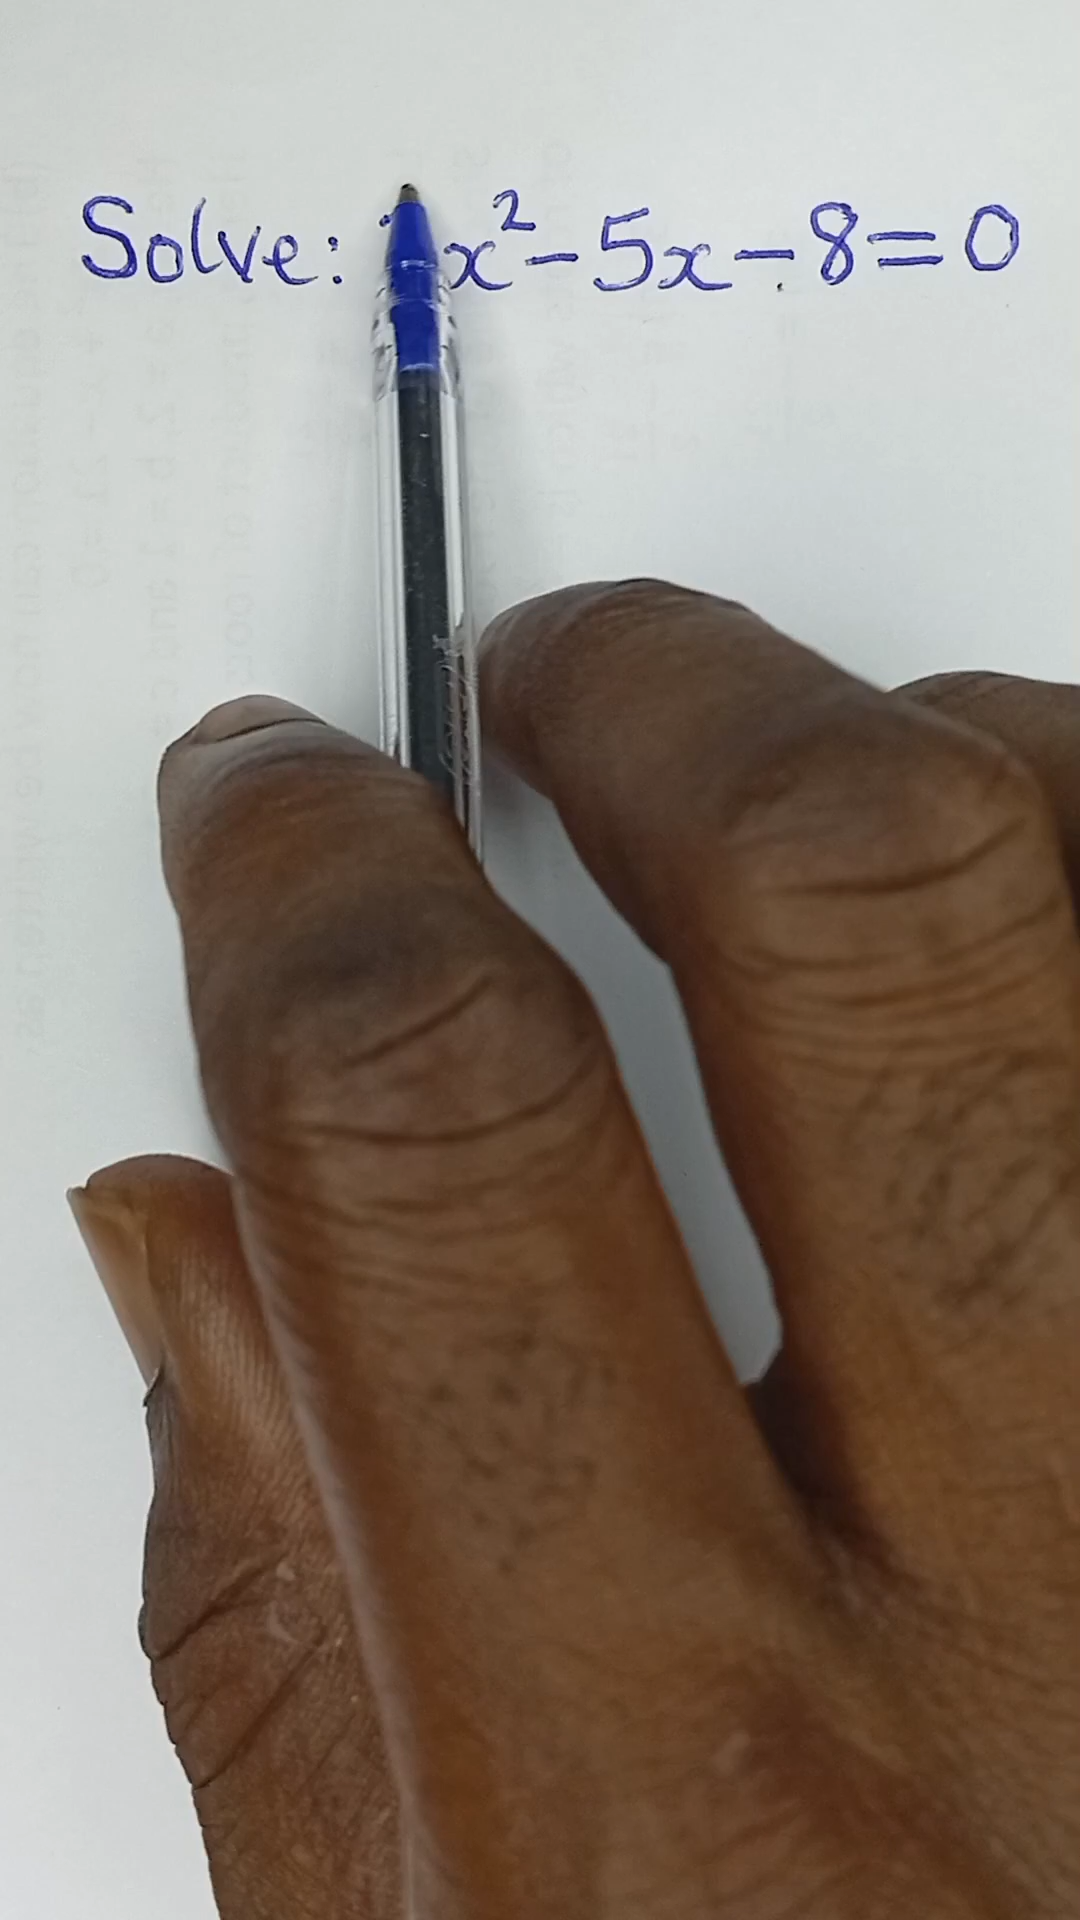 Solve: x² - 5x - 8 = 0